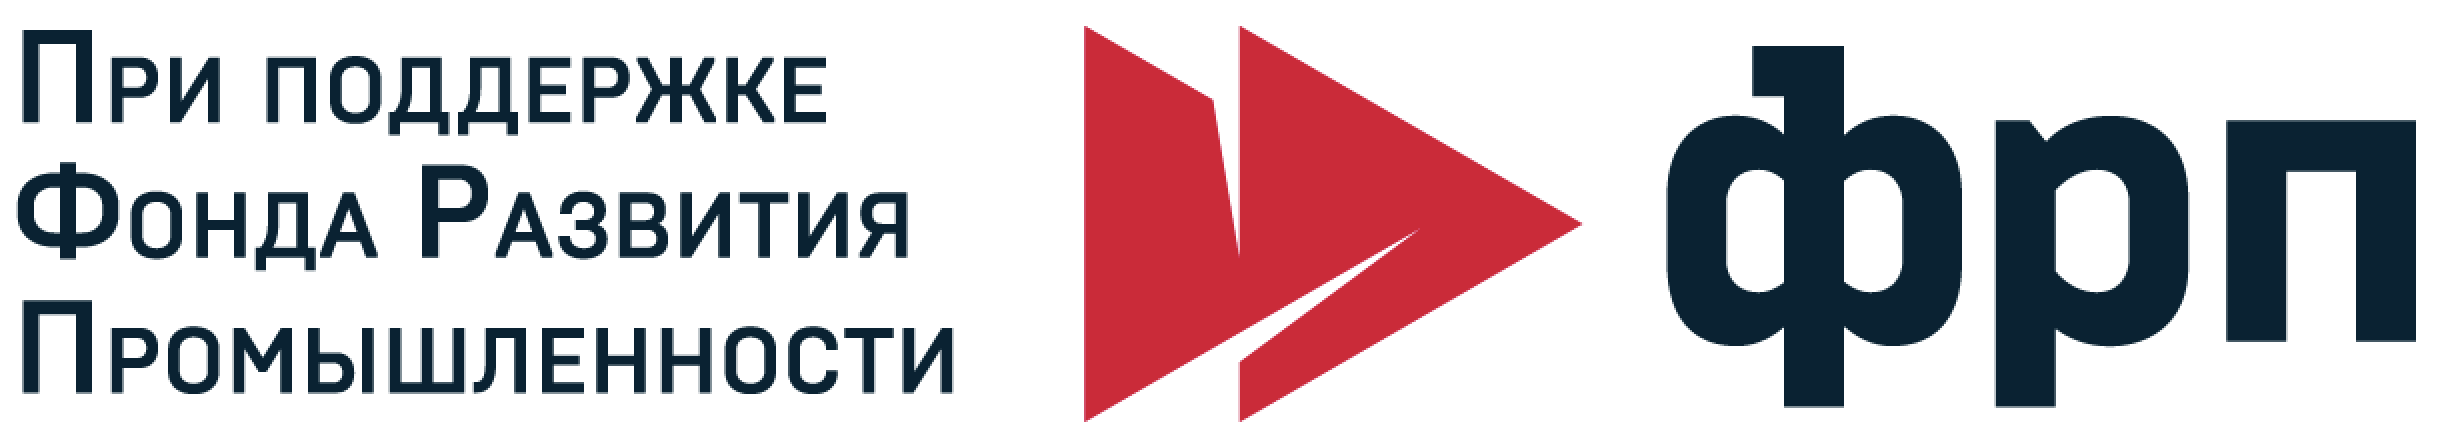 При поддержке
Фонда Развития
Промышленности
фрп